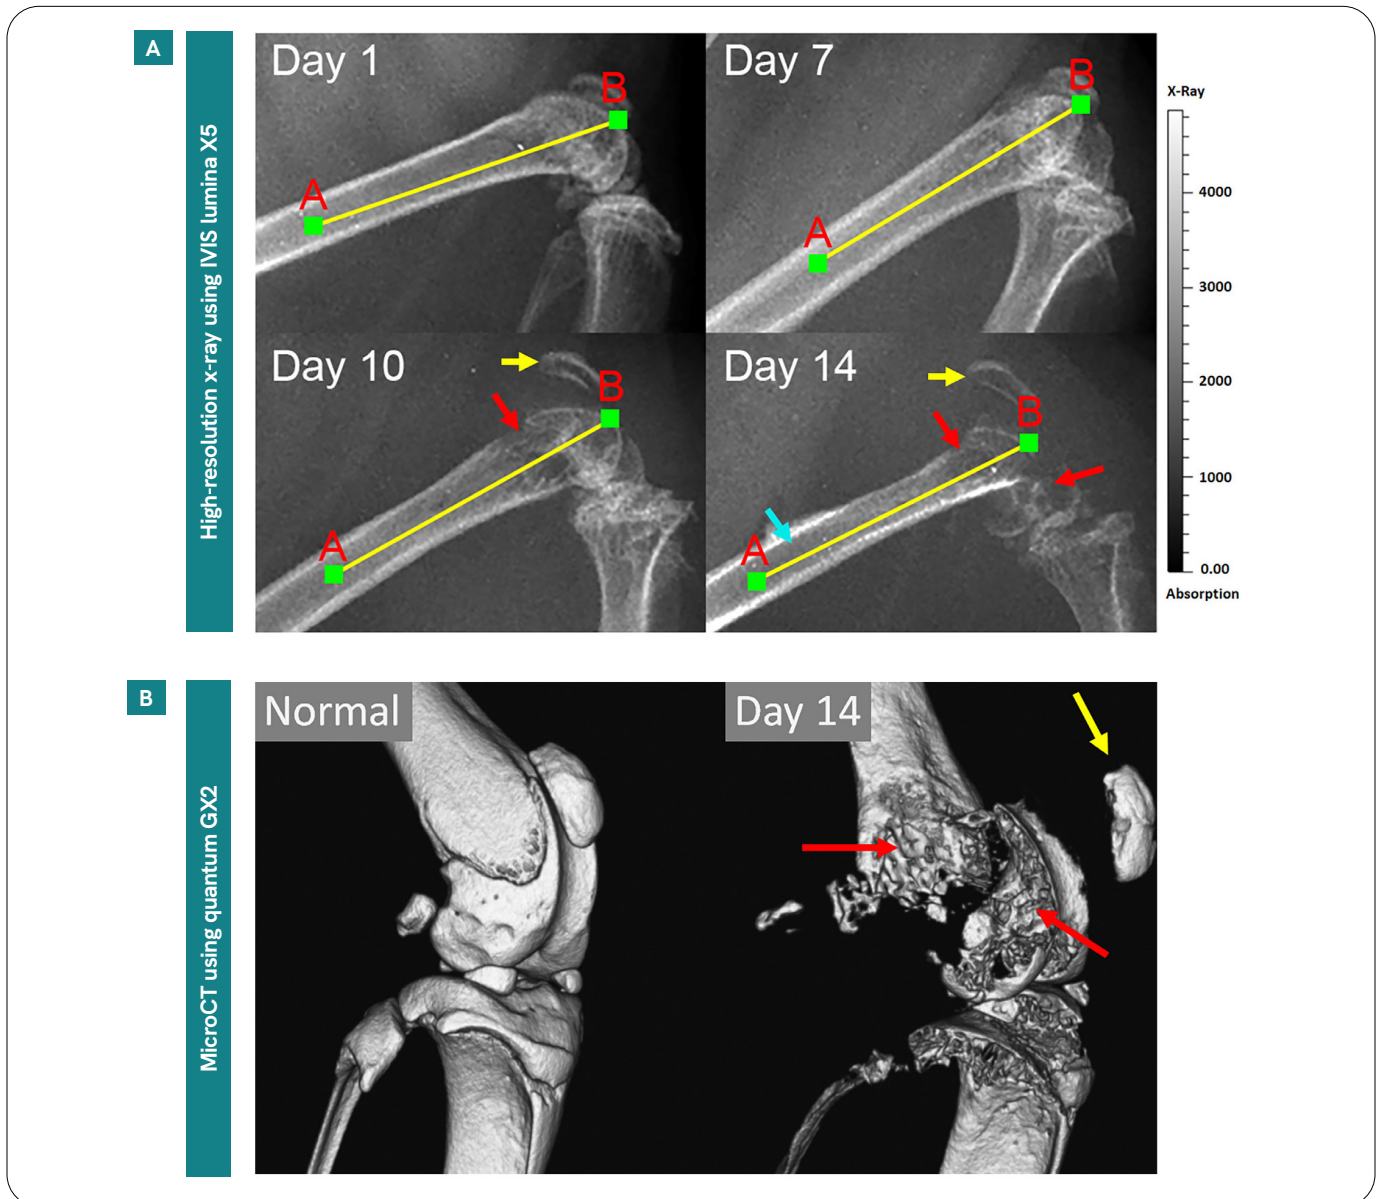 A
High-resolution x-ray using IVIS lumina X5
Day 1
A
B
Day 7
A
B
Day 10
A
B
Day 14
A
B
X-Ray
4000
3000
2000
1000
0.00
Absorption
B
MicroCT using quantum GX2
Normal
Day 14